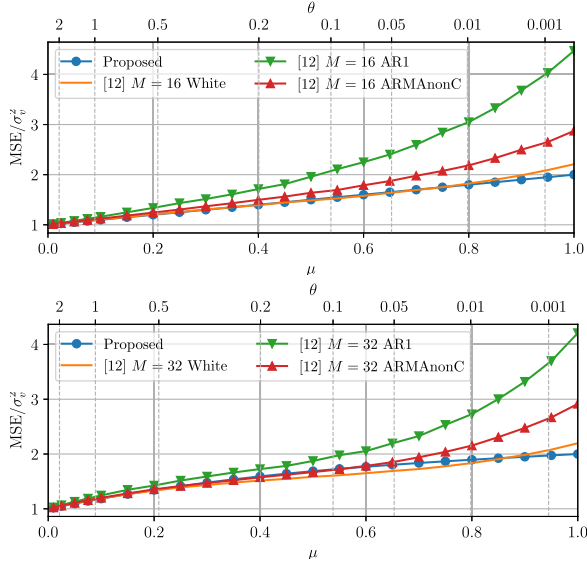 θ
2 1 0.5 0.2 0.1 0.05 0.01 0.001
MSE/σ_v^2
4
3
2
1
Proposed
[12] M = 16 White
[12] M = 16 AR1
[12] M = 16 ARMAnonC
0.0 0.2 0.4 0.6 0.8 1.0
μ
θ
2 1 0.5 0.2 0.1 0.05 0.01 0.001
MSE/σ_v^2
4
3
2
1
Proposed
[12] M = 32 White
[12] M = 32 AR1
[12] M = 32 ARMAnonC
0.0 0.2 0.4 0.6 0.8 1.0
μ